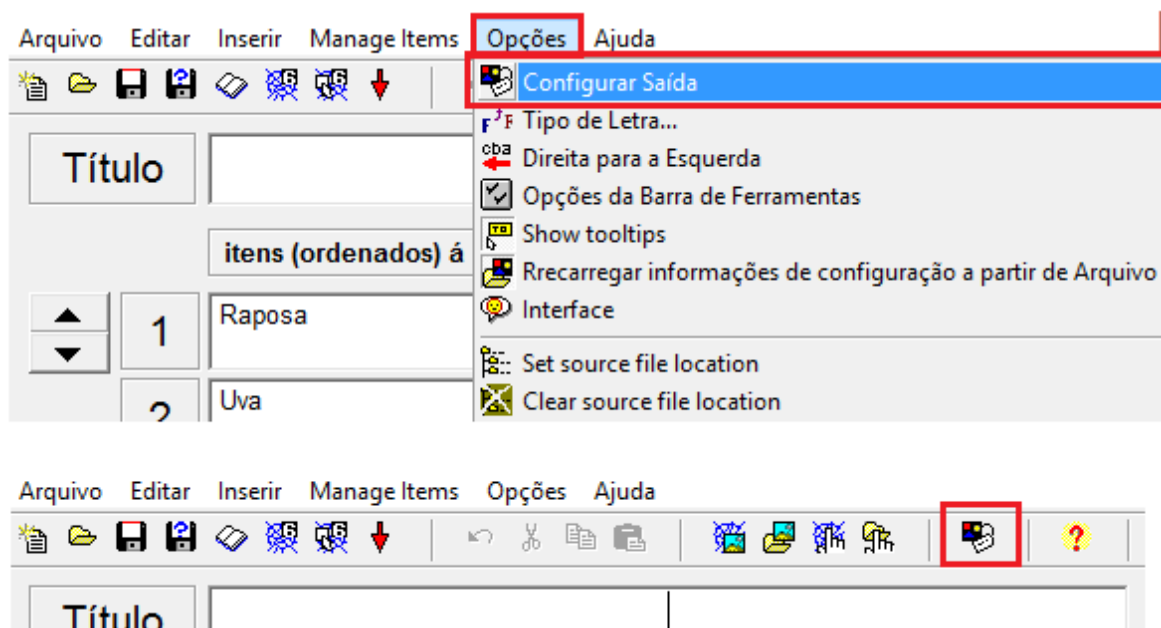 Arquivo Editar Inserir Manage Items Opções Ajuda
Configurar Saída
F F Tipo de Letra...
cba Direita para a Esquerda
Título
Opções da Barra de Ferramentas
Show tooltips
itens (ordenados) á
Rrecarregar informações de configuração a partir de Arquivo
Interface
1 Raposa
Set source file location
2 Uva
Clear source file location
Arquivo Editar Inserir Manage Items Opções Ajuda
?
Título